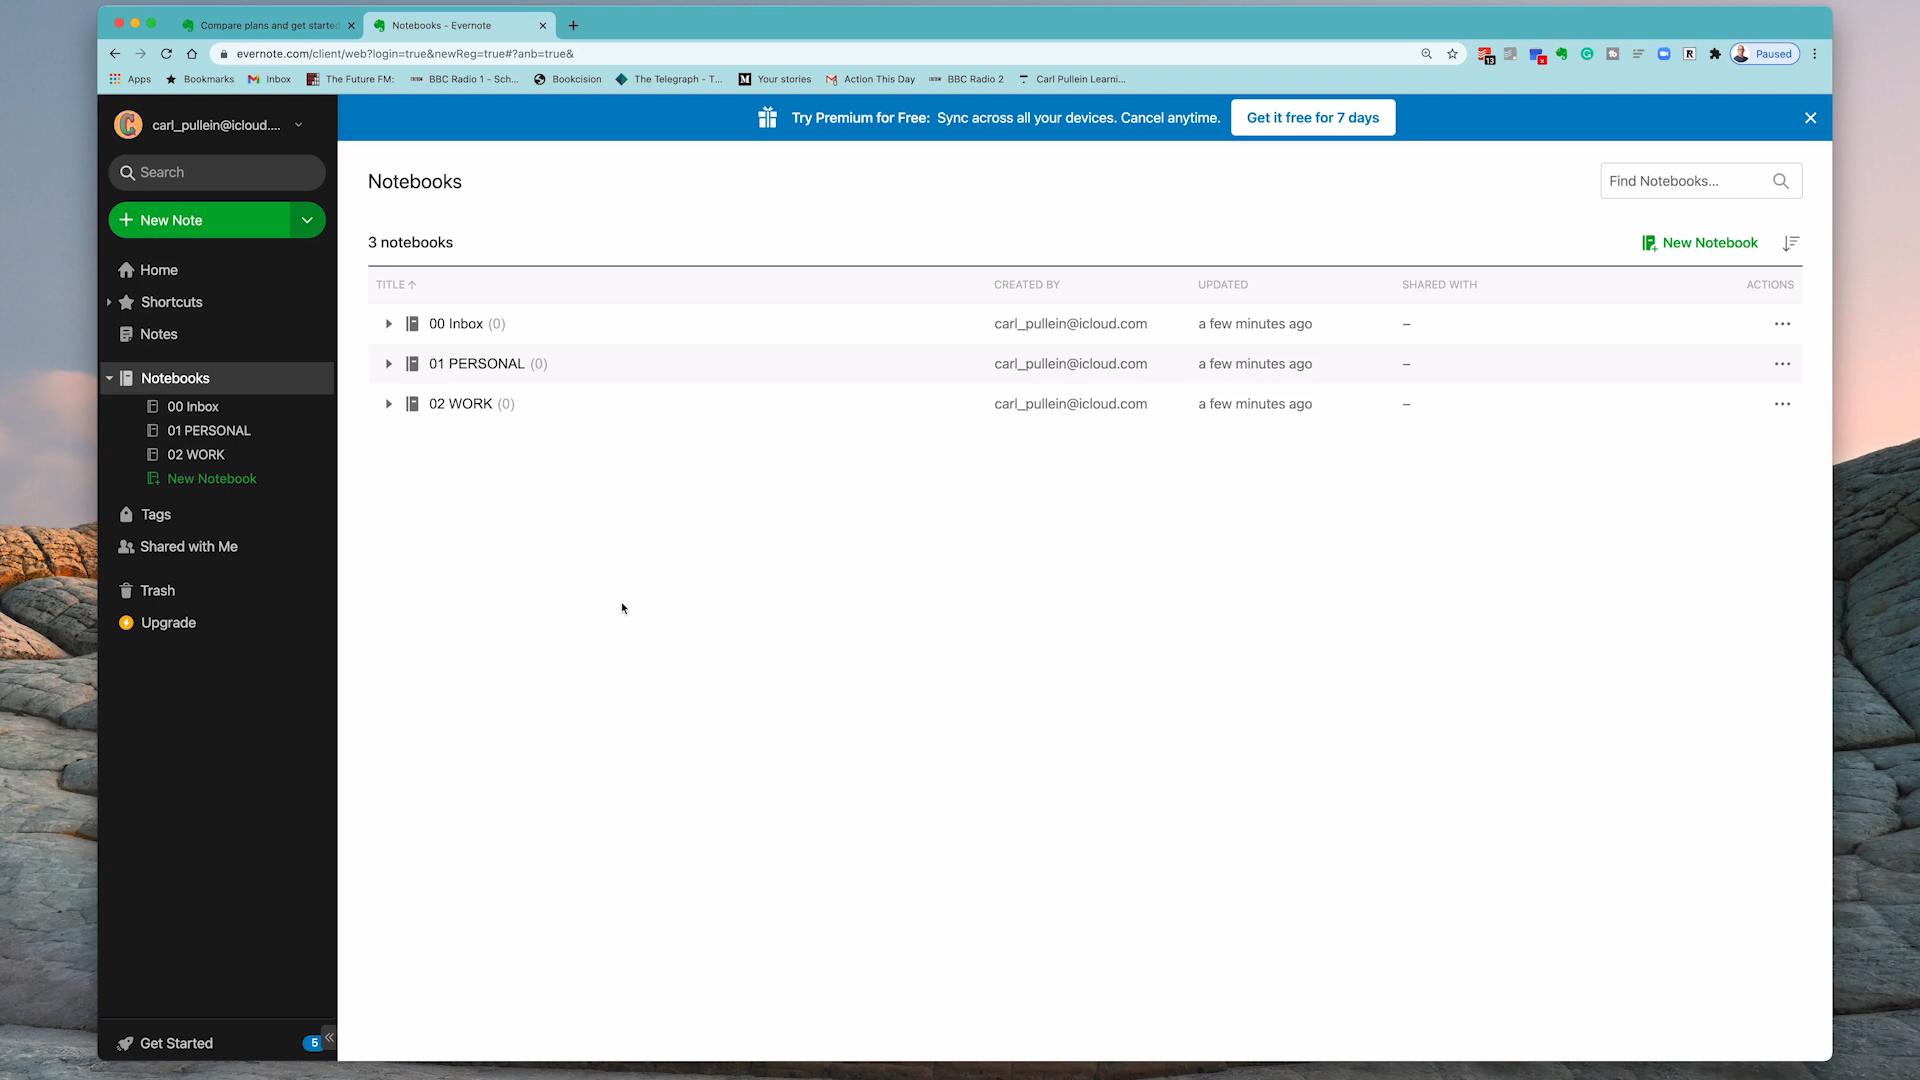 Compare plans and get started
Notebooks - Evernote
evernote.com/client/web?login=true&newReg=true#?anb=true&
13
Paused
Apps
Bookmarks
Inbox
The Future FM:
BBC Radio 1 - Sch...
Bookcision
The Telegraph - T...
Your stories
Action This Day
BBC Radio 2
Carl Pullein Learni...
carl_pullein@icloud....
Try Premium for Free: Sync across all your devices. Cancel anytime.
Get it free for 7 days
Search
New Note
Home
Shortcuts
Notes
Notebooks
00 Inbox
01 PERSONAL
02 WORK
New Notebook
Tags
Shared with Me
Trash
Upgrade
Get Started
5
Notebooks
Find Notebooks...
3 notebooks
New Notebook
TITLE CREATED BY UPDATED SHARED WITH ACTIONS
00 Inbox (0) carl_pullein@icloud.com a few minutes ago –
01 PERSONAL (0) carl_pullein@icloud.com a few minutes ago –
02 WORK (0) carl_pullein@icloud.com a few minutes ago –